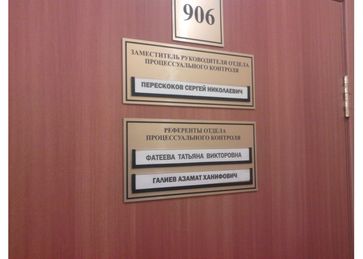 906
ЗАМЕСТИТЕЛЬ РУКОВОДИТЕЛЯ ОТДЕЛА
ПРОЦЕССУАЛЬНОГО КОНТРОЛЯ
ПЕРЕСКОКОВ СЕРГЕЙ НИКОЛАЕВИЧ
РЕФЕРЕНТЫ ОТДЕЛА
ПРОЦЕССУАЛЬНОГО КОНТРОЛЯ
ФАТЕЕВА ТАТЬЯНА ВИКТОРОВНА
ГАЛИЕВ АЗАМАТ ХАНИФОВИЧ